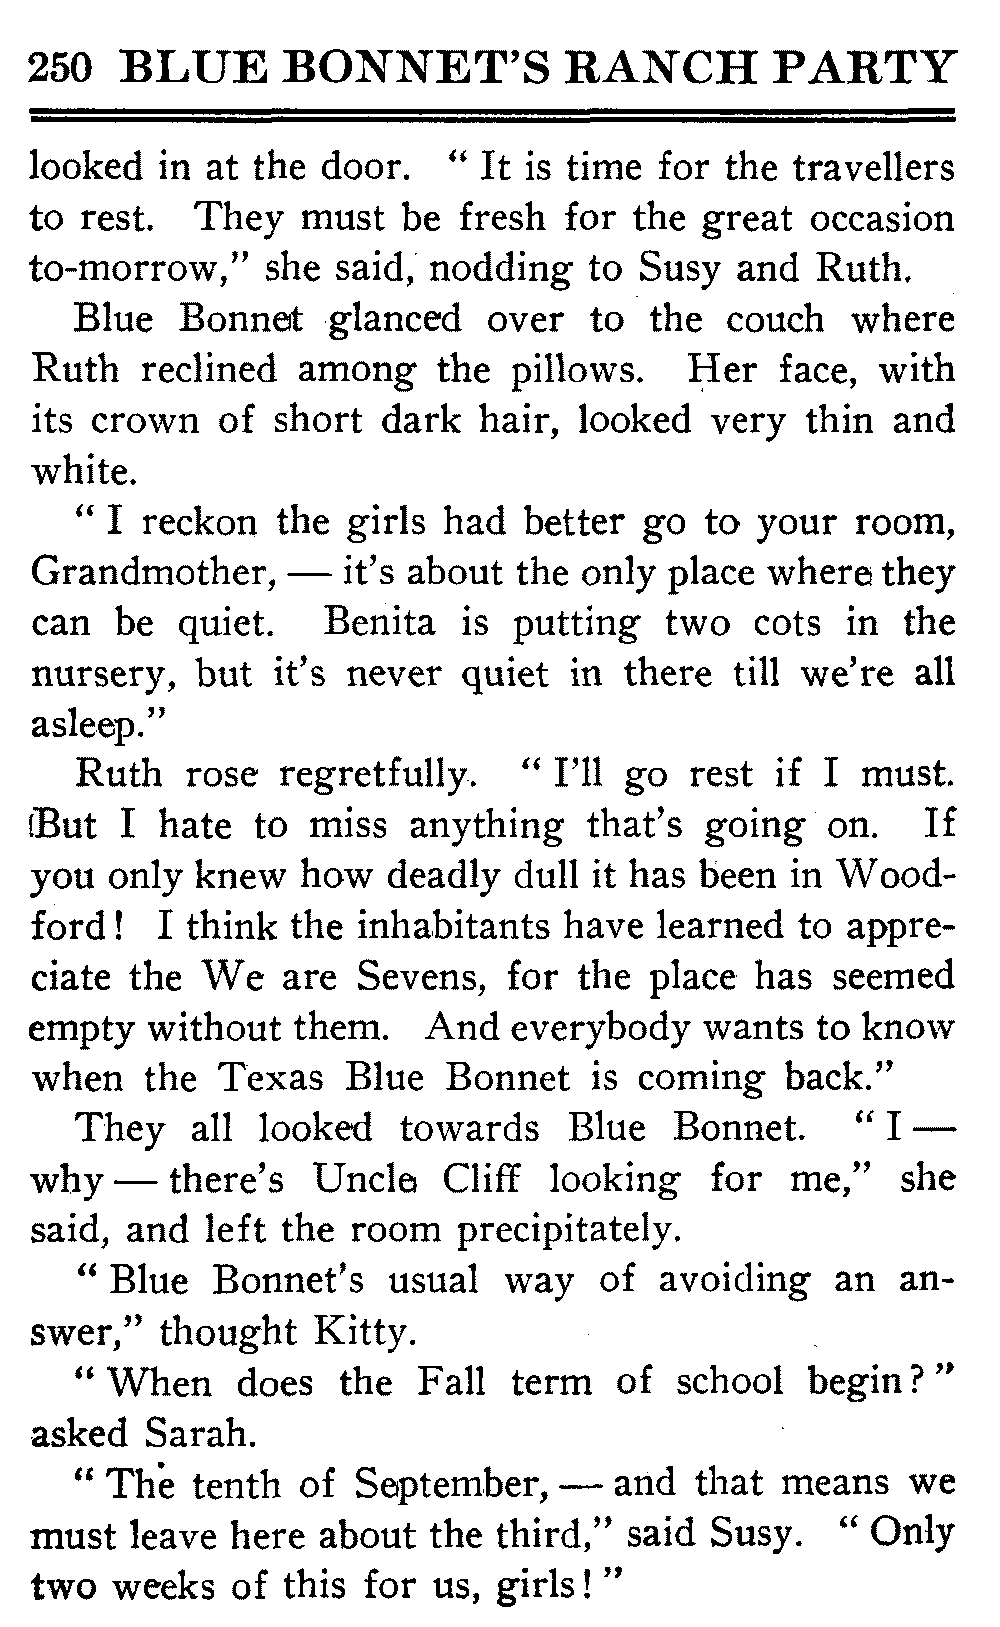 250 BLUE BONNET'S RANCH PARTY
looked in at the door. " It is time for the travellers
to rest. They must be fresh for the great occasion
to-morrow," she said, nodding to Susy and Ruth.
Blue Bonnet glanced over to the couch where
Ruth reclined among the pillows. Her face, with
its crown of short dark hair, looked very thin and
white.
" I reckon the girls had better go to your room,
Grandmother, — it's about the only place where they
can be quiet. Benita is putting two cots in the
nursery, but it's never quiet in there till we're all
asleep."
Ruth rose regretfully. " I'll go rest if I must.
But I hate to miss anything that's going on. If
you only knew how deadly dull it has been in Wood-
ford! I think the inhabitants have learned to appre-
ciate the We are Sevens, for the place has seemed
empty without them. And everybody wants to know
when the Texas Blue Bonnet is coming back."
They all looked towards Blue Bonnet. " I —
why — there's Uncle Cliff looking for me," she
said, and left the room precipitately.
" Blue Bonnet's usual way of avoiding an an-
swer," thought Kitty.
" When does the Fall term of school begin? "
asked Sarah.
" The tenth of September, — and that means we
must leave here about the third," said Susy. " Only
two weeks of this for us, girls! "